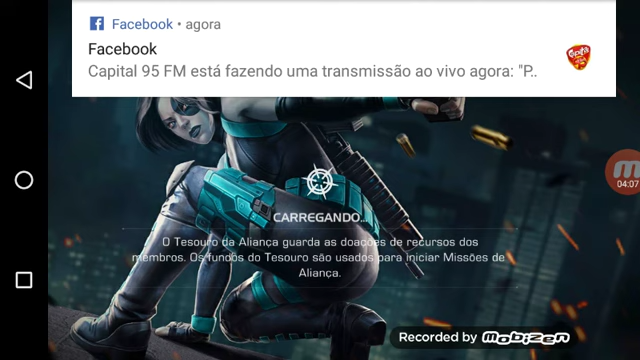 Facebook • agora
Facebook
Capital 95 FM está fazendo uma transmissão ao vivo agora: "P..
04:07
CARREGANDO...
O Tesouro da Aliança guarda as doações de recursos dos
membros. Os fundos do Tesouro são usados para iniciar Missões de
Aliança.
Recorded by Mobizen